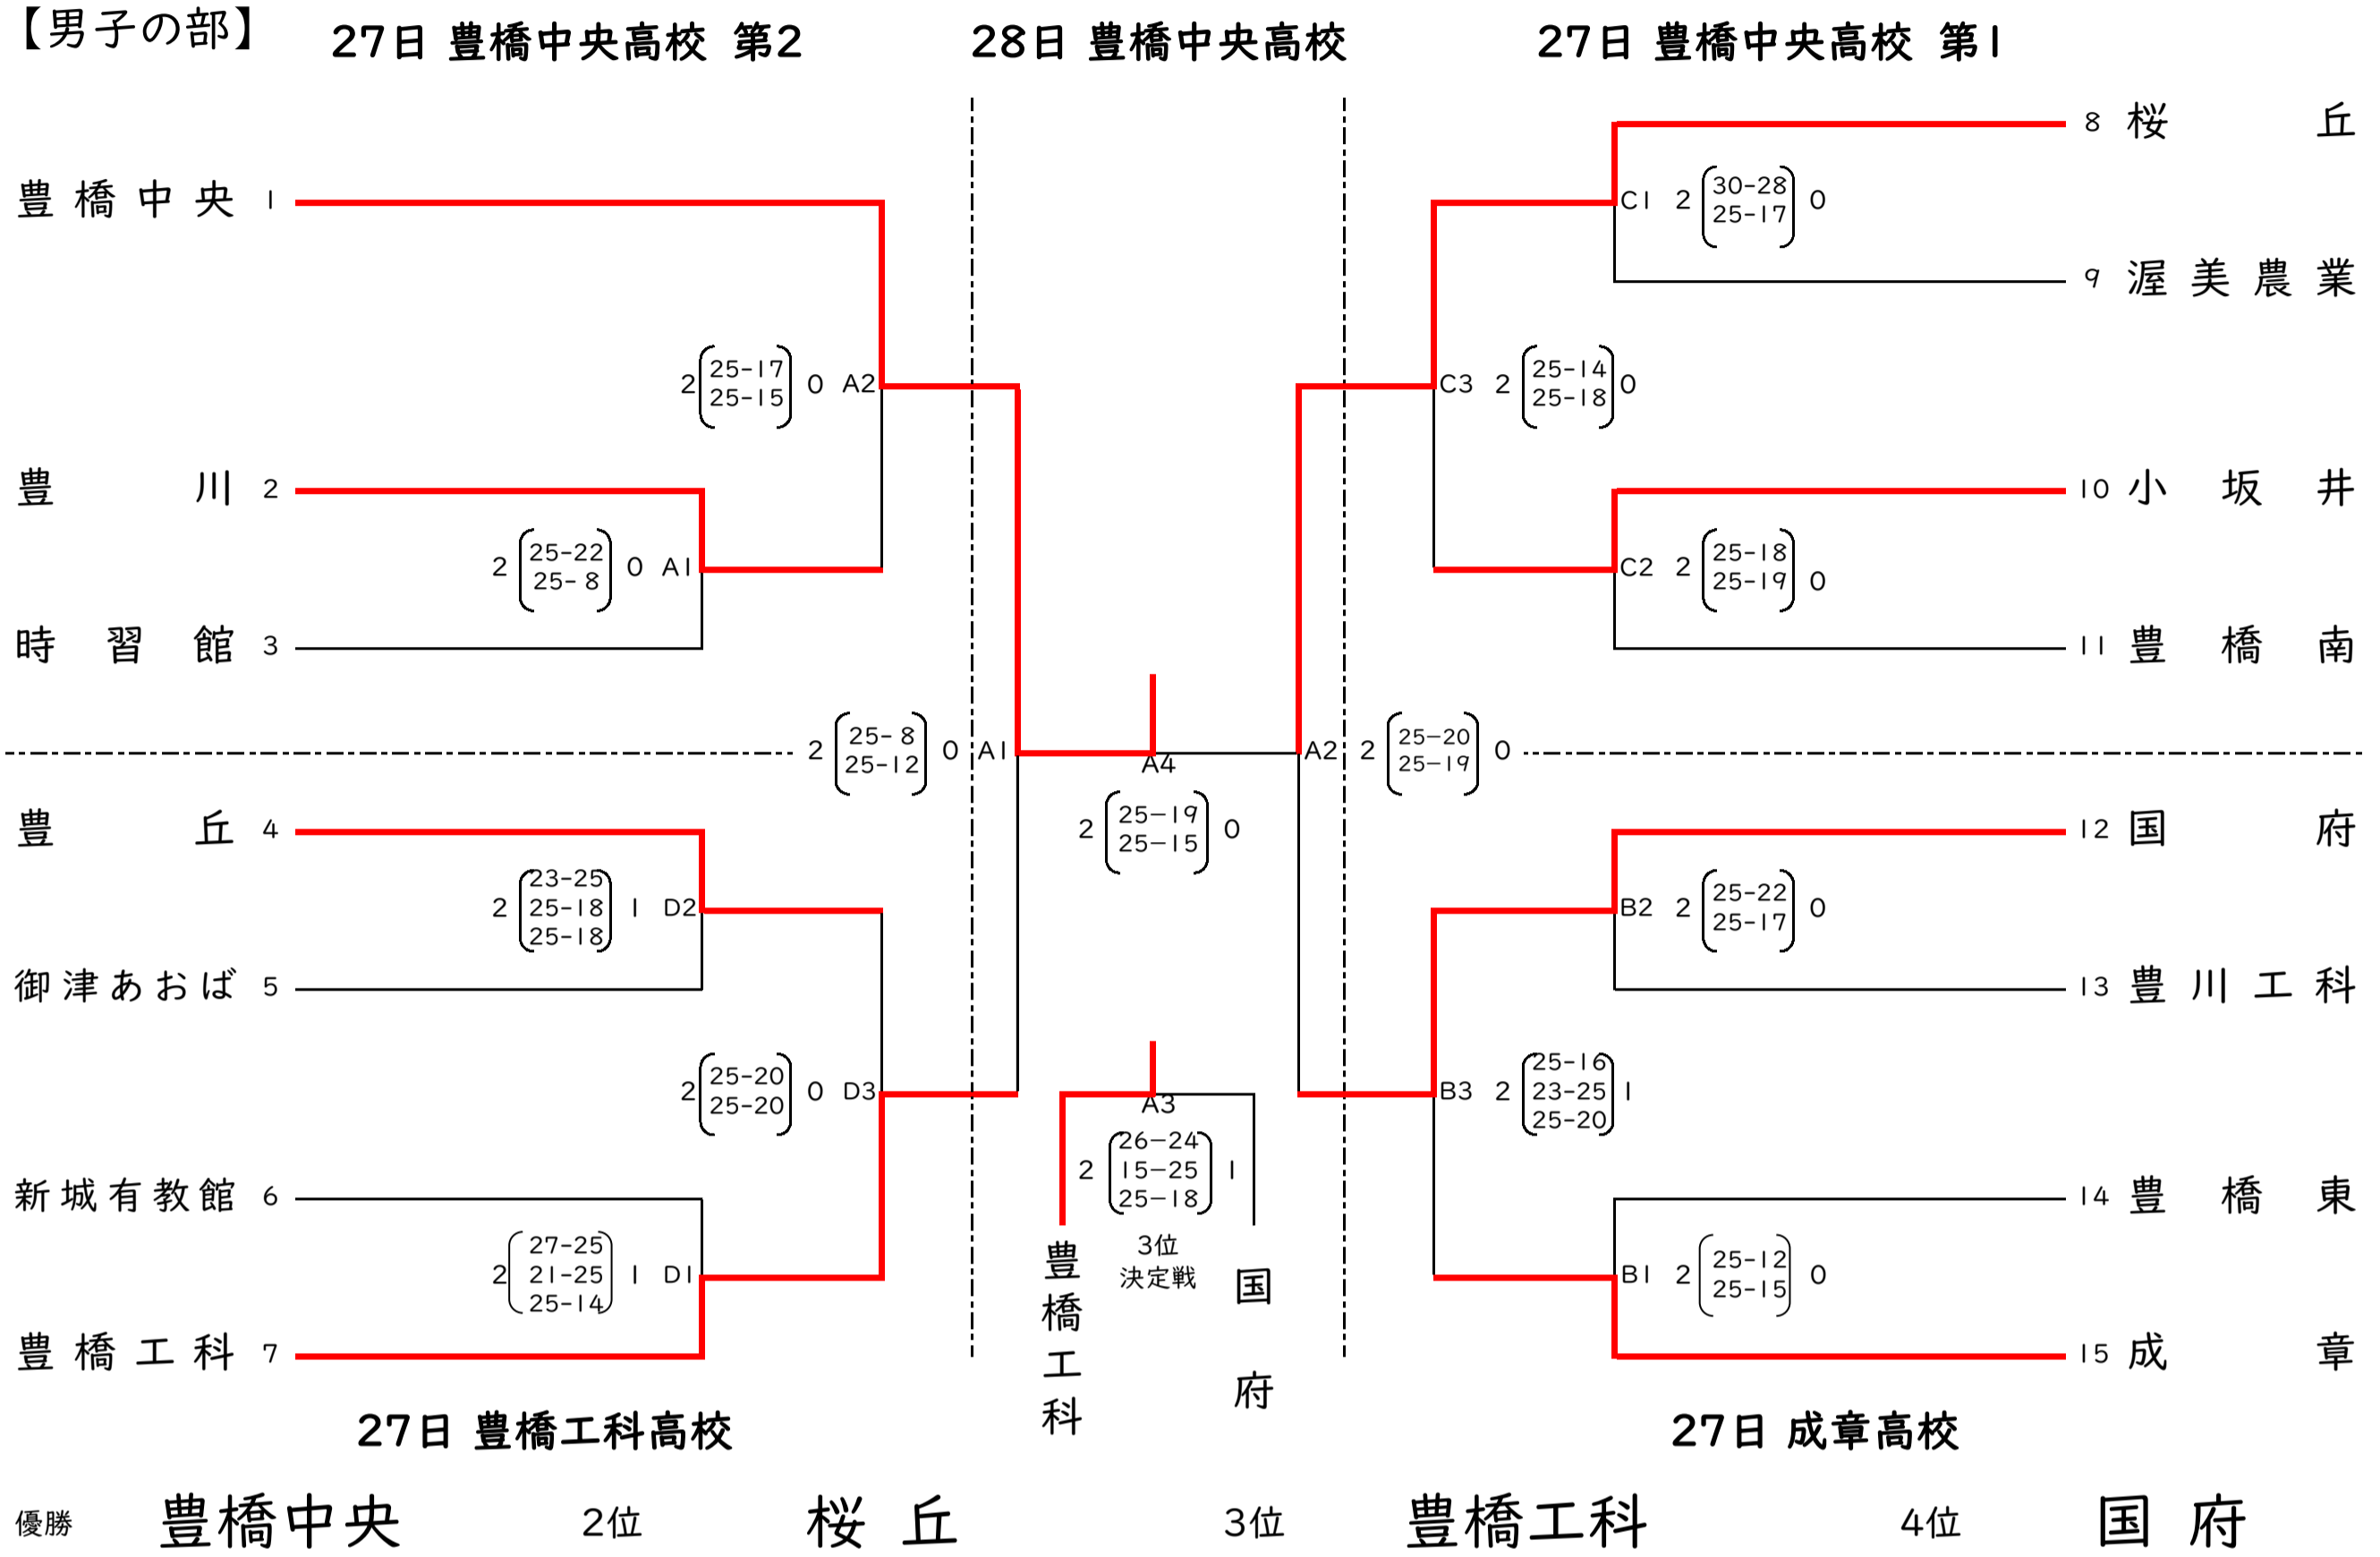 【男子の部】
27日 豊橋中央高校 第2
28日 豊橋中央高校
27日 豊橋中央高校 第1
豊橋中央 1
豊川 2
時習館 3
豊丘 4
御津あおば 5
新城有教館 6
豊橋工科 7
2 25-17 0 A2
25-15
2 25-22 0 A1
25- 8
2 25- 8 0 A1
25-12
2 23-25 1 D2
25-18
25-18
2 25-20 0 D3
25-20
2 27-25 1 D1
21-25
25-14
A4
2 25-19 0
25-15
A3
2 26-24 1
15-25
25-18
3位
決定戦
豊橋工科
国府
8 桜丘
9 渥美農業
10 小坂井
11 豊橋南
12 国府
13 豊川工科
14 豊橋東
15 成章
C1 2 30-28 0
25-17
C3 2 25-14 0
25-18
C2 2 25-18 0
25-19
A2 2 25-20 0
25-19
B2 2 25-22 0
25-17
B3 2 25-16 1
23-25
25-20
B1 2 25-12 0
25-15
27日 豊橋工科高校
27日 成章高校
優勝 豊橋中央 2位 桜丘 3位 豊橋工科 4位 国府